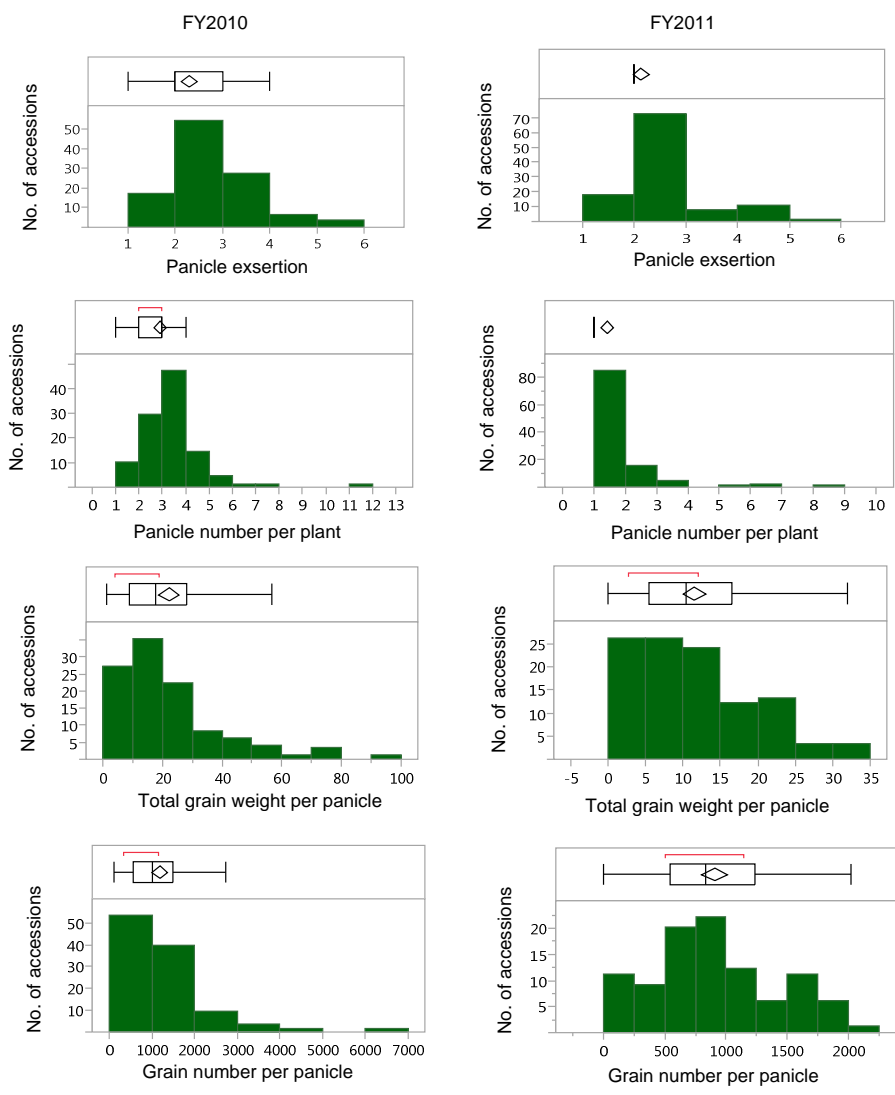 FY2010
FY2011
No. of accessions
50
40
30
20
10
1 2 3 4 5 6
Panicle exsertion
No. of accessions
70
60
50
40
30
20
10
1 2 3 4 5 6
Panicle exsertion
No. of accessions
40
30
20
10
0 1 2 3 4 5 6 7 8 9 10 11 12 13
Panicle number per plant
No. of accessions
80
60
40
20
0 1 2 3 4 5 6 7 8 9 10
Panicle number per plant
No. of accessions
30
25
20
15
10
5
0 20 40 60 80 100
Total grain weight per panicle
No. of accessions
25
20
15
10
5
-5 0 5 10 15 20 25 30 35
Total grain weight per panicle
No. of accessions
50
40
30
20
10
0 1000 2000 3000 4000 5000 6000 7000
Grain number per panicle
No. of accessions
20
15
10
5
0 500 1000 1500 2000
Grain number per panicle